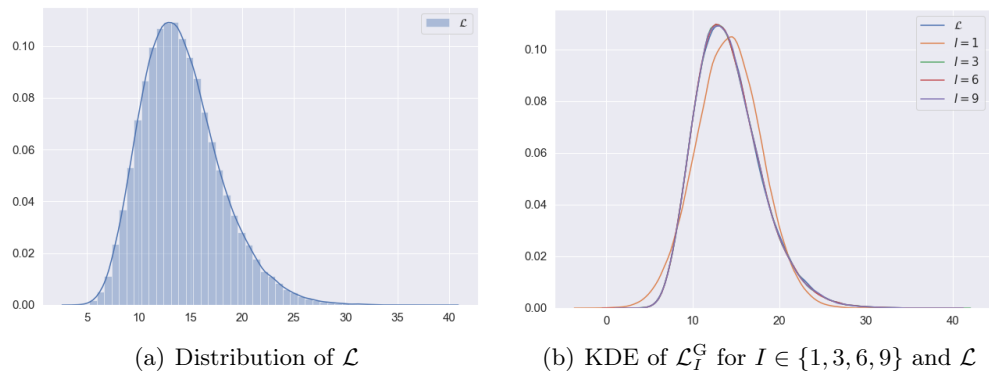 ℒ
0.10
0.08
0.06
0.04
0.02
0.00
5 10 15 20 25 30 35 40
(a) Distribution of ℒ
ℒ
I = 1
I = 3
I = 6
I = 9
0.10
0.08
0.06
0.04
0.02
0.00
0 10 20 30 40
(b) KDE of ℒ_I^G for I ∈ {1, 3, 6, 9} and ℒ